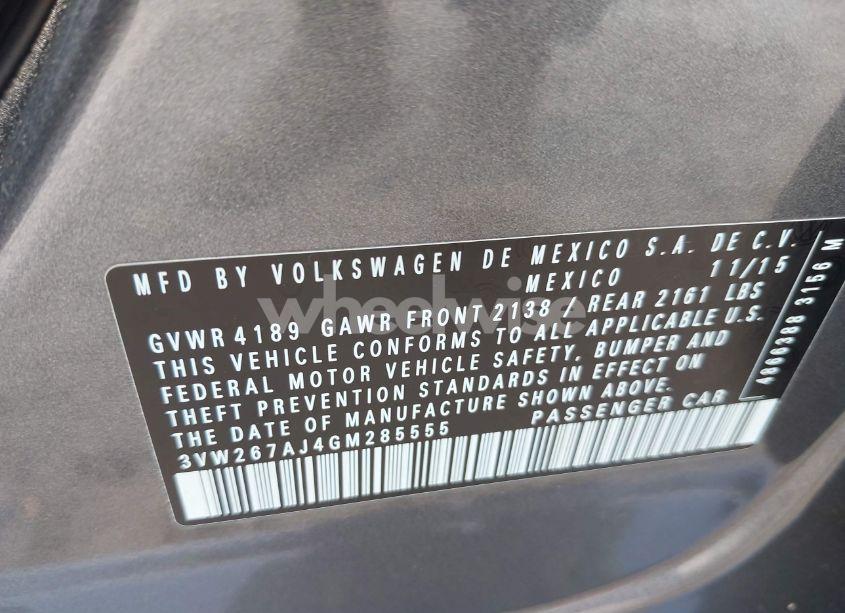 MFD BY VOLKSWAGEN DE MEXICO S.A. DE C.V.
MEXICO 11/15
GVWR 4189 GAWR FRONT 2138 - REAR 2161 LBS
THIS VEHICLE CONFORMS TO ALL APPLICABLE U.S.
FEDERAL MOTOR VEHICLE SAFETY, BUMPER AND
THEFT PREVENTION STANDARDS IN EFFECT ON
THE DATE OF MANUFACTURE SHOWN ABOVE.
3VW267AJ4GM285555 PASSENGER CAR
4366388 3156 M
wheelwise